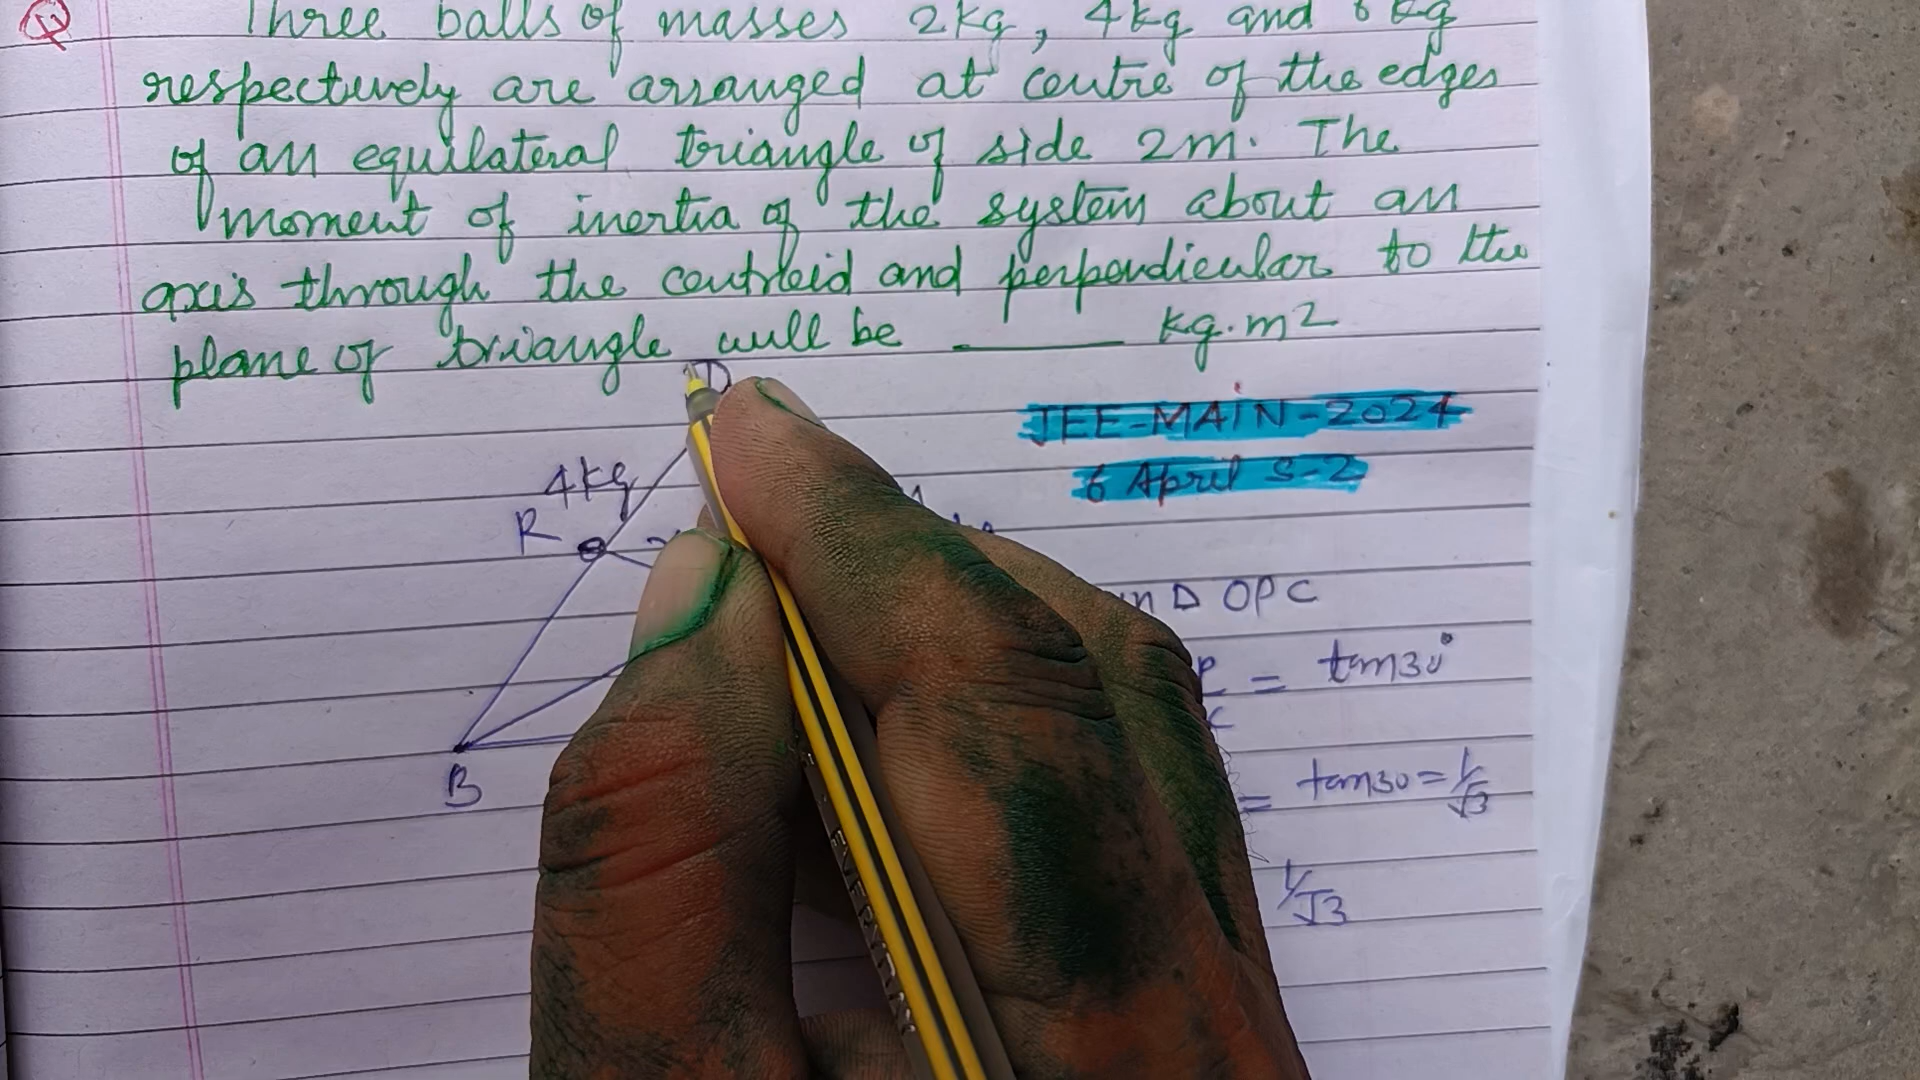 Q Three balls of masses 2kg, 4kg and 6kg
respectively are arranged at centre of the edges
of an equilateral triangle of side 2m. The
moment of inertia of the system about an
axis through the centroid and perpendicular to the
plane of triangle will be ______ kg.m2
JEE-MAIN-2024
6 April S-2
4kg
R
in Δ OPC
= tan30°
B
= tan30 = 1/√3
1/√3